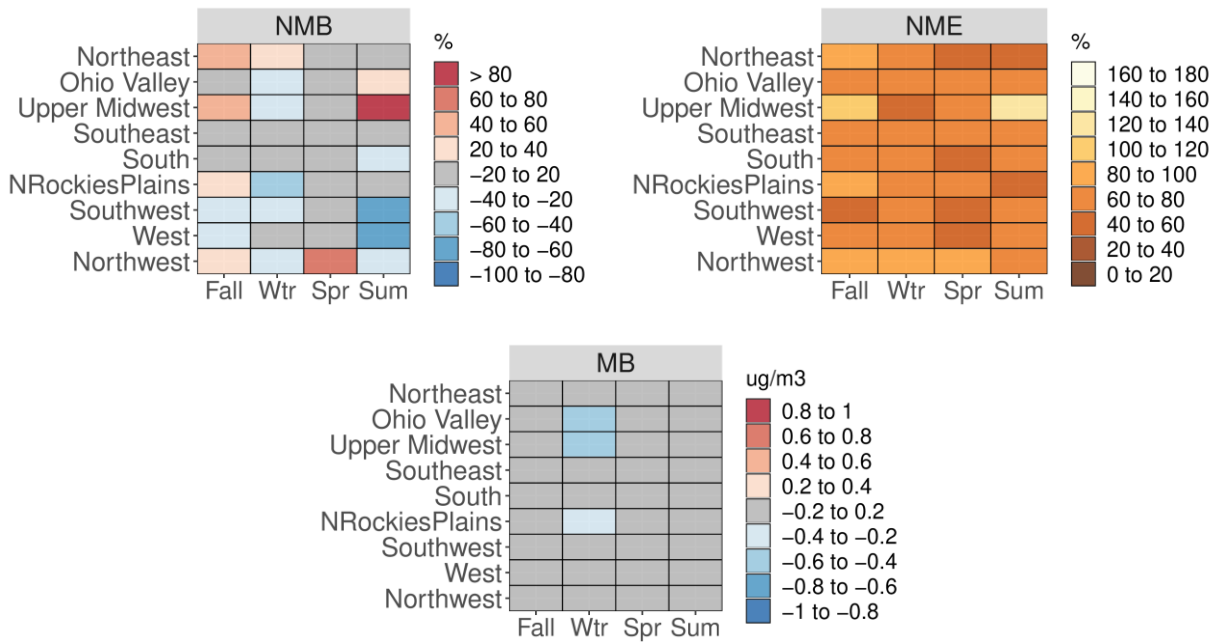 NMB
Northeast
Ohio Valley
Upper Midwest
Southeast
South
NRockiesPlains
Southwest
West
Northwest
Fall Wtr Spr Sum
%
> 80
60 to 80
40 to 60
20 to 40
−20 to 20
−40 to −20
−60 to −40
−80 to −60
−100 to −80
NME
Northeast
Ohio Valley
Upper Midwest
Southeast
South
NRockiesPlains
Southwest
West
Northwest
Fall Wtr Spr Sum
%
160 to 180
140 to 160
120 to 140
100 to 120
80 to 100
60 to 80
40 to 60
20 to 40
0 to 20
MB
Northeast
Ohio Valley
Upper Midwest
Southeast
South
NRockiesPlains
Southwest
West
Northwest
Fall Wtr Spr Sum
ug/m3
0.8 to 1
0.6 to 0.8
0.4 to 0.6
0.2 to 0.4
−0.2 to 0.2
−0.4 to −0.2
−0.6 to −0.4
−0.8 to −0.6
−1 to −0.8